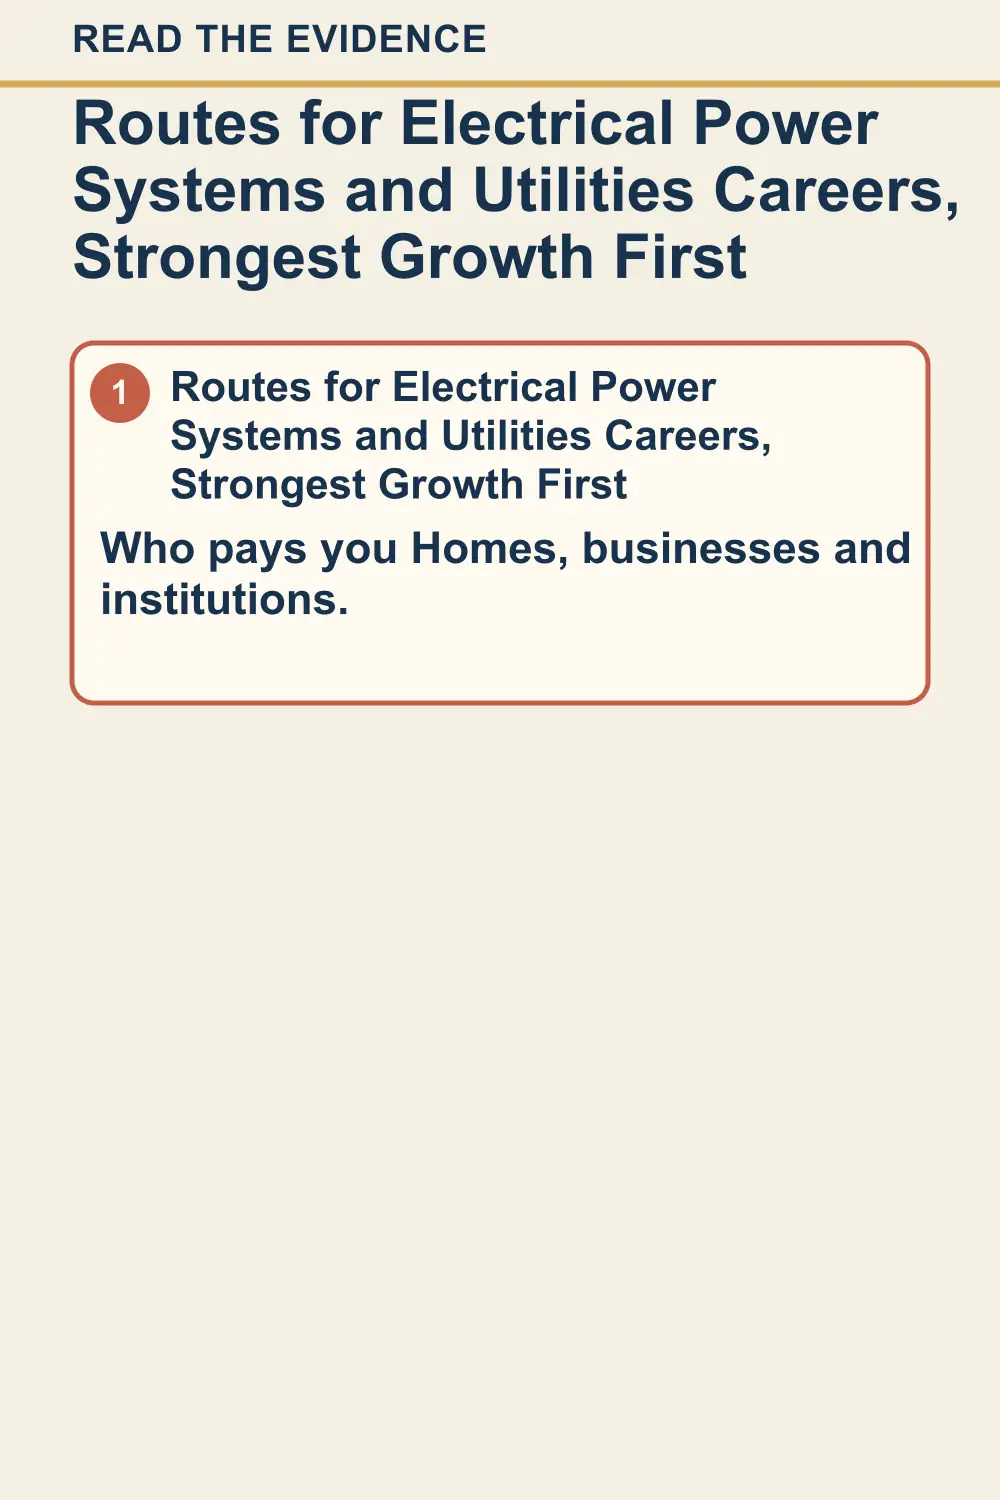 READ THE EVIDENCE
Routes for Electrical Power
Systems and Utilities Careers,
Strongest Growth First
1
Routes for Electrical Power
Systems and Utilities Careers,
Strongest Growth First
Who pays you Homes, businesses and
institutions.